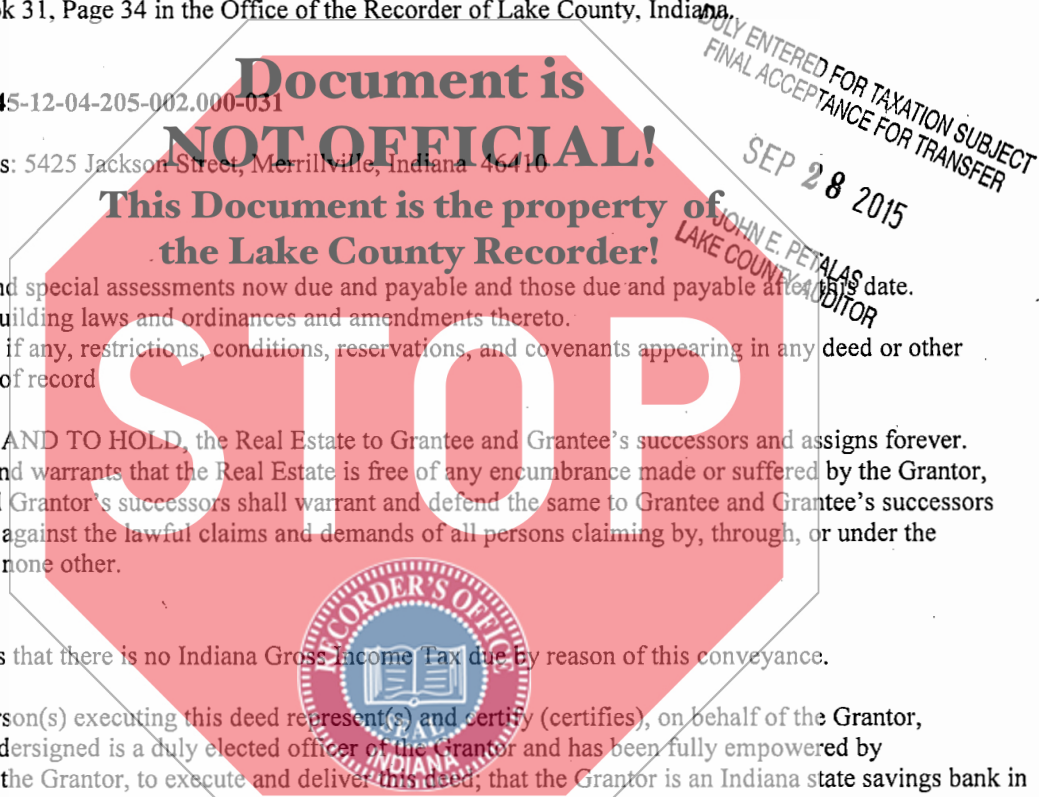 k 31, Page 34 in the Office of the Recorder of Lake County, Indiana.
DULY ENTERED FOR TAXATION SUBJECT
FINAL ACCEPTANCE FOR TRANSFER
Document is
45-12-04-205-002.000-031
NOT OFFICIAL!
s: 5425 Jackson Street, Merrillville, Indiana 46410
SEP 28 2015
This Document is the property of
JOHN E. PETALAS
LAKE COUNTY AUDITOR
the Lake County Recorder!
nd special assessments now due and payable and those due and payable after this date.
uilding laws and ordinances and amendments thereto.
if any, restrictions, conditions, reservations, and covenants appearing in any deed or other
of record
STOP
AND TO HOLD, the Real Estate to Grantee and Grantee's successors and assigns forever.
nd warrants that the Real Estate is free of any encumbrance made or suffered by the Grantor,
Grantor's successors shall warrant and defend the same to Grantee and Grantee's successors
against the lawful claims and demands of all persons claiming by, through, or under the
none other.
RECORDER'S OFFICE
s that there is no Indiana Gross Income Tax due by reason of this conveyance.
SEAL
INDIANA
rson(s) executing this deed represent(s) and certify (certifies), on behalf of the Grantor,
dersigned is a duly elected officer of the Grantor and has been fully empowered by
the Grantor, to execute and deliver this deed; that the Grantor is an Indiana state savings bank in